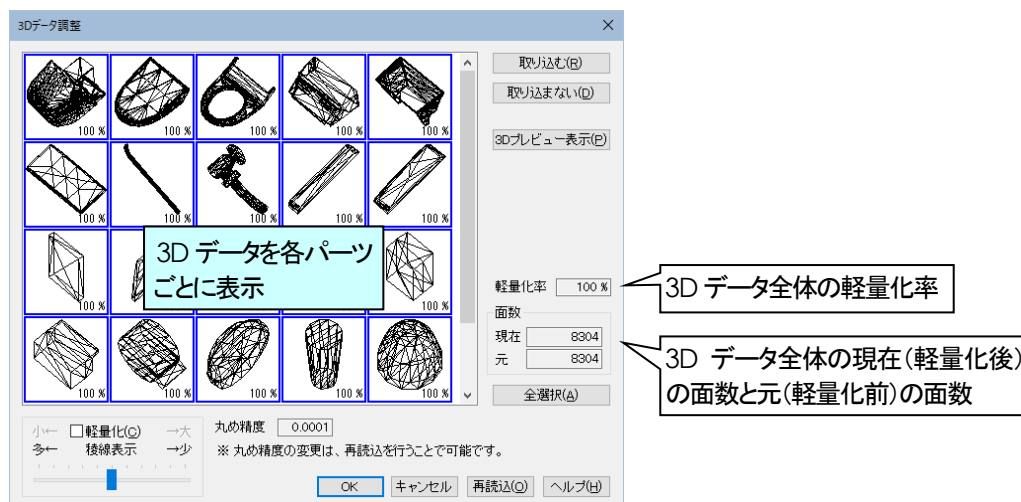 3Dデータ調整
100 % 100 % 100 % 100 % 100 %
100 % 100 % 100 % 100 % 100 %
100 % 100 %
100 % 100 % 100 % 100 % 100 %
3D データを各パーツ
ごとに表示
取り込む(R)
取り込まない(D)
3Dプレビュー表示(P)
軽量化率 100 %
面数
現在 8304
元 8304
全選択(A)
3D データ全体の軽量化率
3D データ全体の現在(軽量化後)
の面数と元(軽量化前)の面数
小← 軽量化(C) →大
多← 稜線表示 →少
丸め精度 0.0001
※ 丸め精度の変更は、再読込を行うことで可能です。
OK キャンセル 再読込(O) ヘルプ(H)